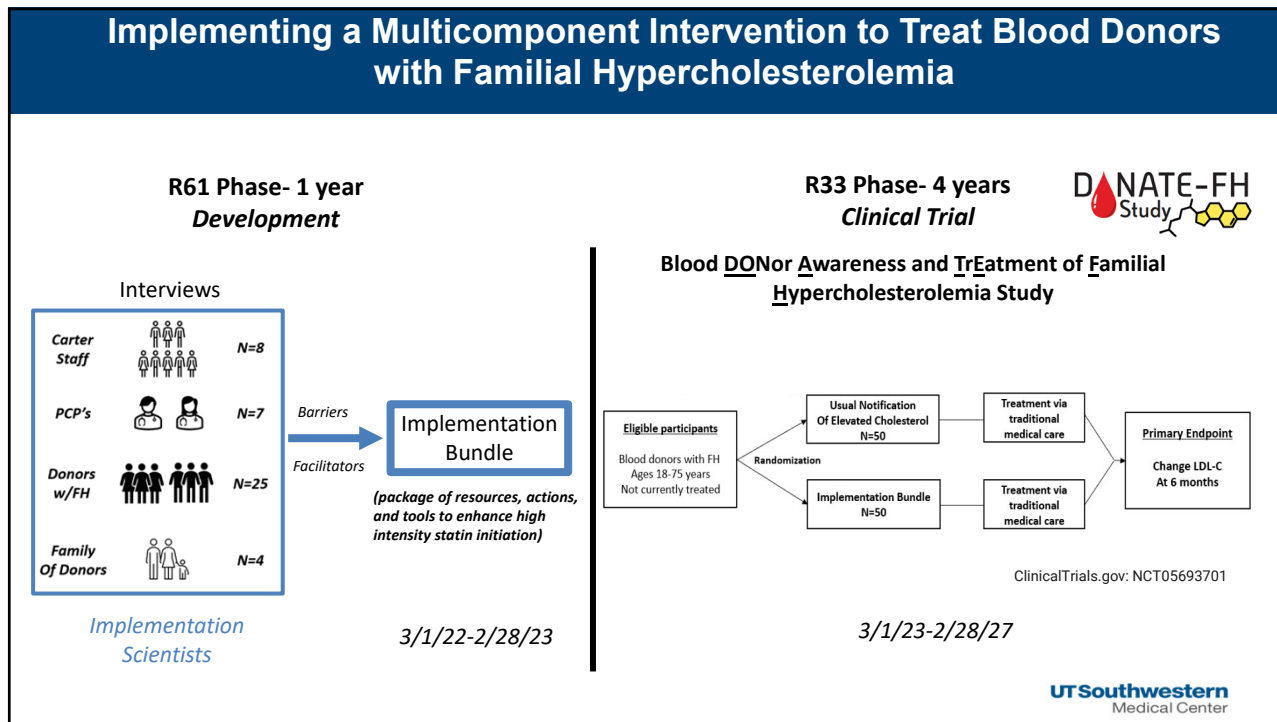 Implementing a Multicomponent Intervention to Treat Blood Donors
with Familial Hypercholesterolemia
R61 Phase- 1 year
Development
Interviews
Carter
Staff
N=8
PCP's
N=7
Donors
w/FH
N=25
Family
Of Donors
N=4
Implementation
Scientists
Barriers
Facilitators
Implementation
Bundle
(package of resources, actions,
and tools to enhance high
intensity statin initiation)
3/1/22-2/28/23
R33 Phase- 4 years
Clinical Trial
DONATE-FH
Study
Blood DONor Awareness and TrEatment of Familial
Hypercholesterolemia Study
Eligible participants
Blood donors with FH
Ages 18-75 years
Not currently treated
Randomization
Usual Notification
Of Elevated Cholesterol
N=50
Treatment via
traditional
medical care
Implementation Bundle
N=50
Treatment via
traditional
medical care
Primary Endpoint
Change LDL-C
At 6 months
ClinicalTrials.gov: NCT05693701
3/1/23-2/28/27
UTSouthwestern
Medical Center